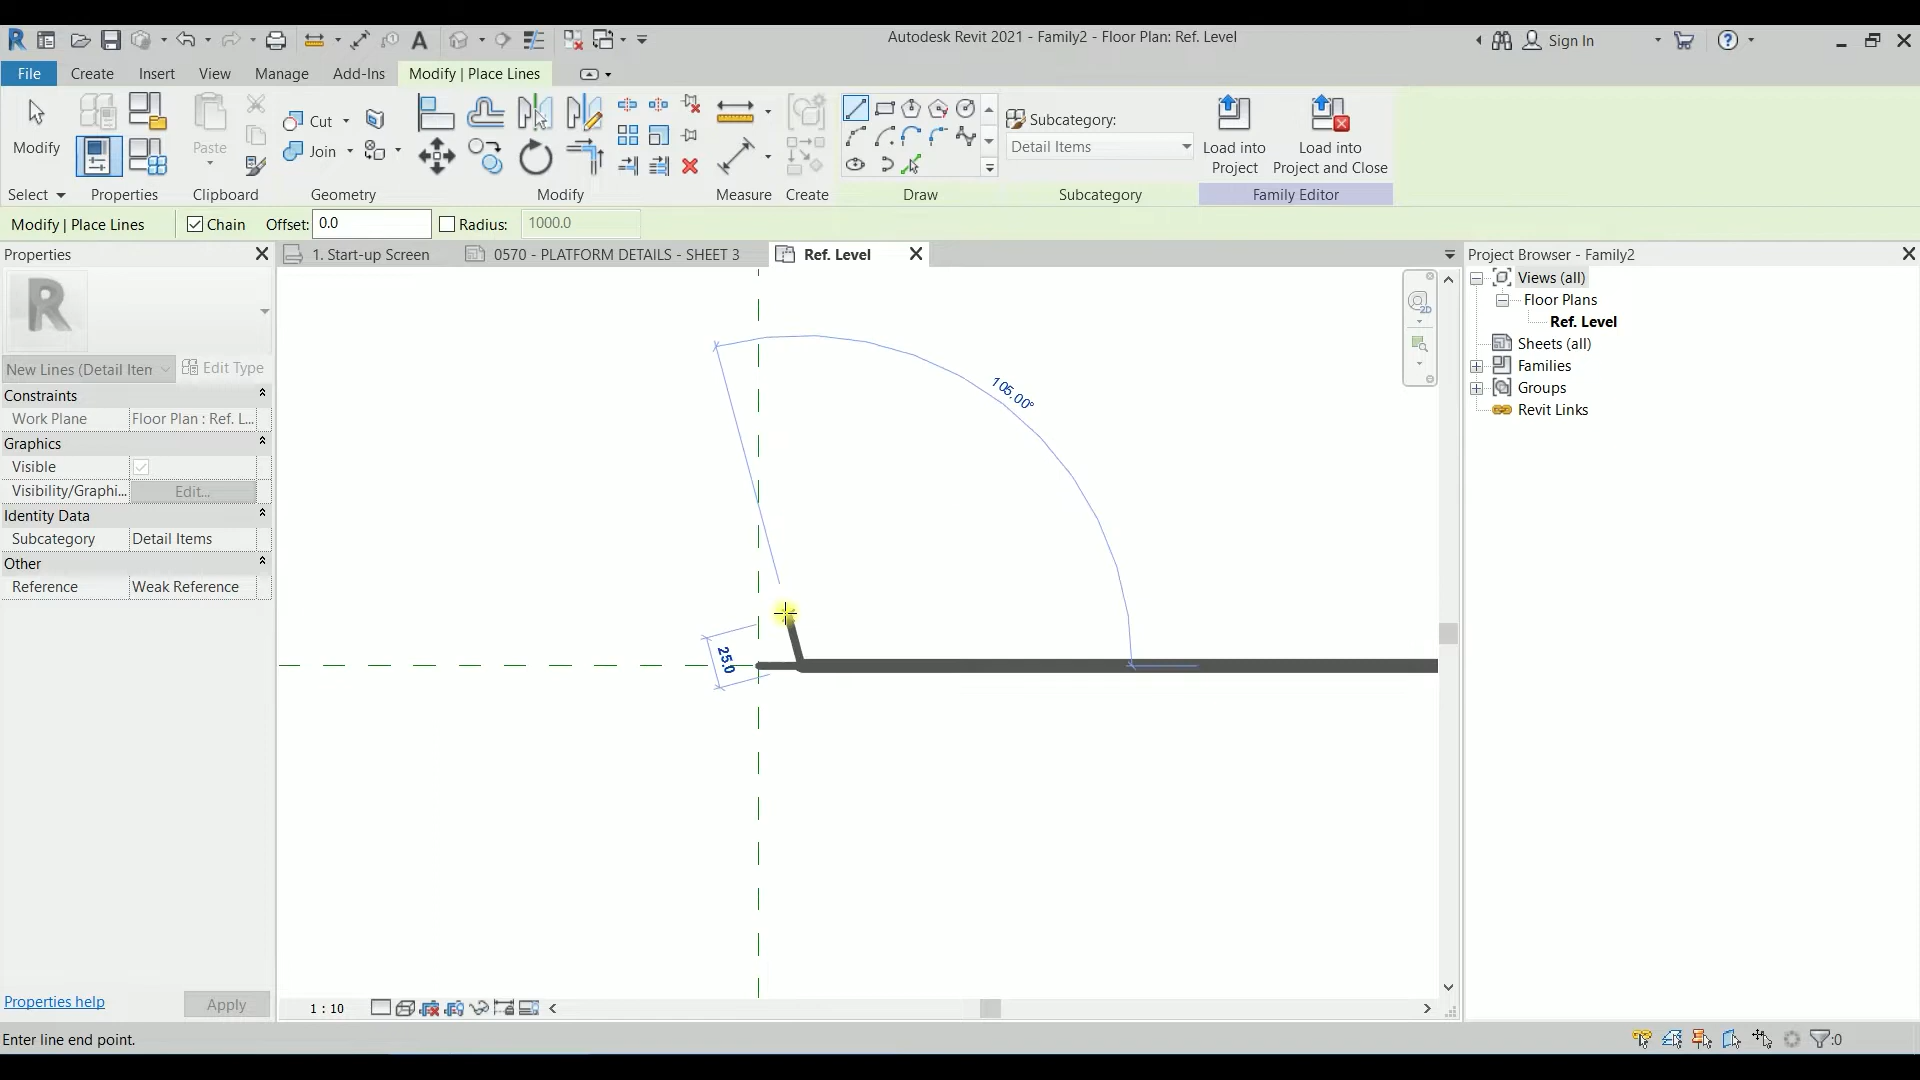 Autodesk Revit 2021 - Family2 - Floor Plan: Ref. Level
Sign In
File
Create
Insert
View
Manage
Add-Ins
Modify | Place Lines
Modify
Paste
Cut
Join
Subcategory:
Detail Items
Load into
Project
Load into
Project and Close
Select
Properties
Clipboard
Geometry
Modify
Measure
Create
Draw
Subcategory
Family Editor
Modify | Place Lines
Chain
Offset:
0.0
Radius:
1000.0
Properties
1. Start-up Screen
0570 - PLATFORM DETAILS - SHEET 3
Ref. Level
Project Browser - Family2
R
New Lines (Detail Iten
Edit Type
Constraints
Work Plane
Floor Plan : Ref. L...
Graphics
Visible
Visibility/Graphi...
Edit...
Identity Data
Subcategory
Detail Items
Other
Reference
Weak Reference
Views (all)
Floor Plans
Ref. Level
Sheets (all)
Families
Groups
Revit Links
2D
105.00°
25.0
Properties help
Apply
1 : 10
Enter line end point.
:0